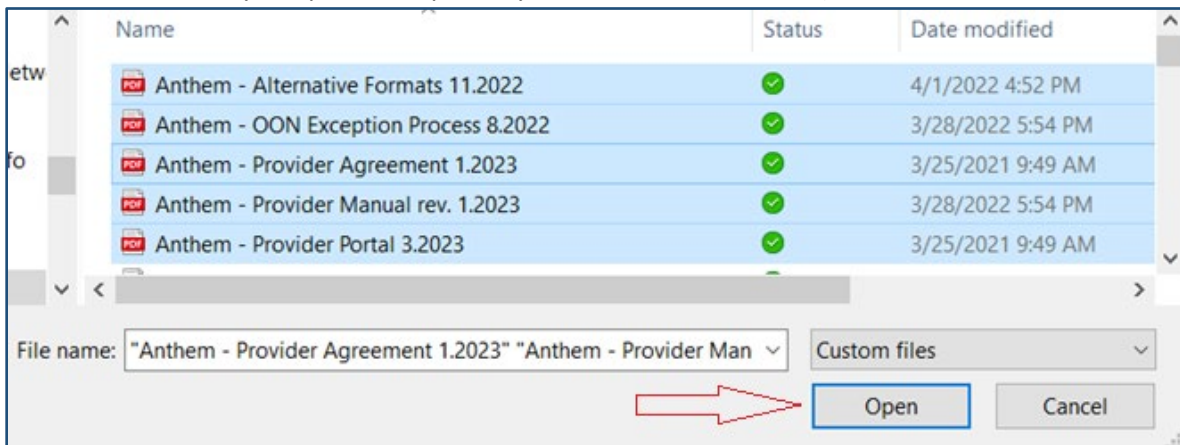 Name Status Date modified
etw
Anthem - Alternative Formats 11.2022 4/1/2022 4:52 PM
Anthem - OON Exception Process 8.2022 3/28/2022 5:54 PM
fo
Anthem - Provider Agreement 1.2023 3/25/2021 9:49 AM
Anthem - Provider Manual rev. 1.2023 3/28/2022 5:54 PM
Anthem - Provider Portal 3.2023 3/25/2021 9:49 AM
File name: "Anthem - Provider Agreement 1.2023" "Anthem - Provider Man Custom files
Open Cancel